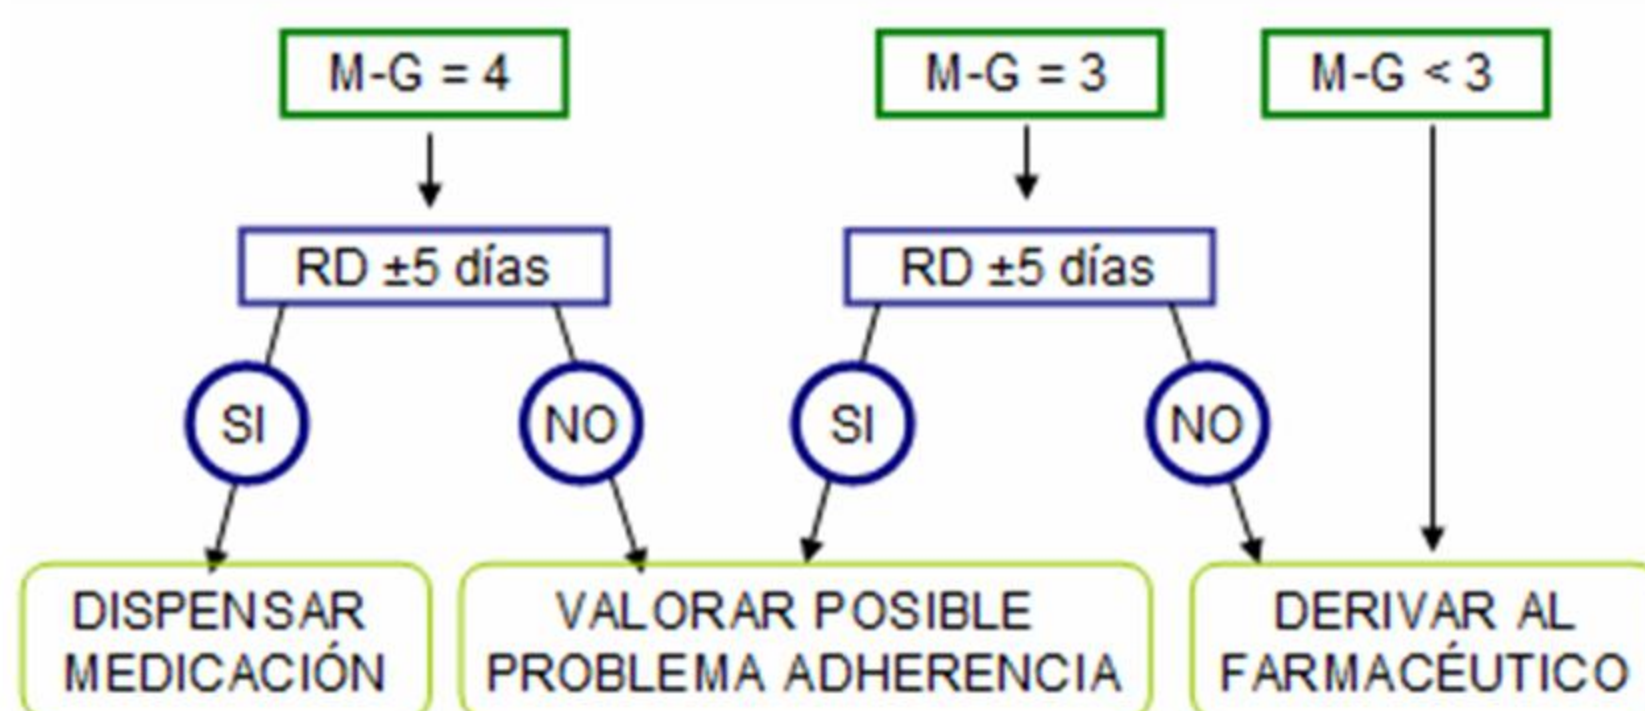 M-G = 4
M-G = 3
M-G < 3
RD ±5 días
RD ±5 días
SI
NO
SI
NO
DISPENSAR
MEDICACIÓN
VALORAR POSIBLE
PROBLEMA ADHERENCIA
DERIVAR AL
FARMACÉUTICO